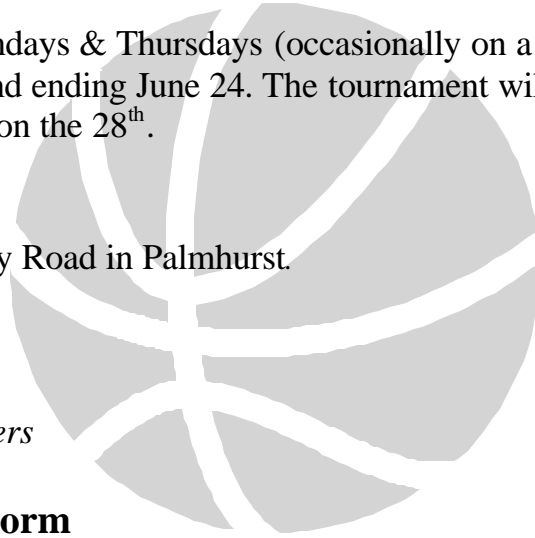 ndays & Thursdays (occasionally on a
nd ending June 24. The tournament wil
on the 28th.
y Road in Palmhurst.
ers
orm